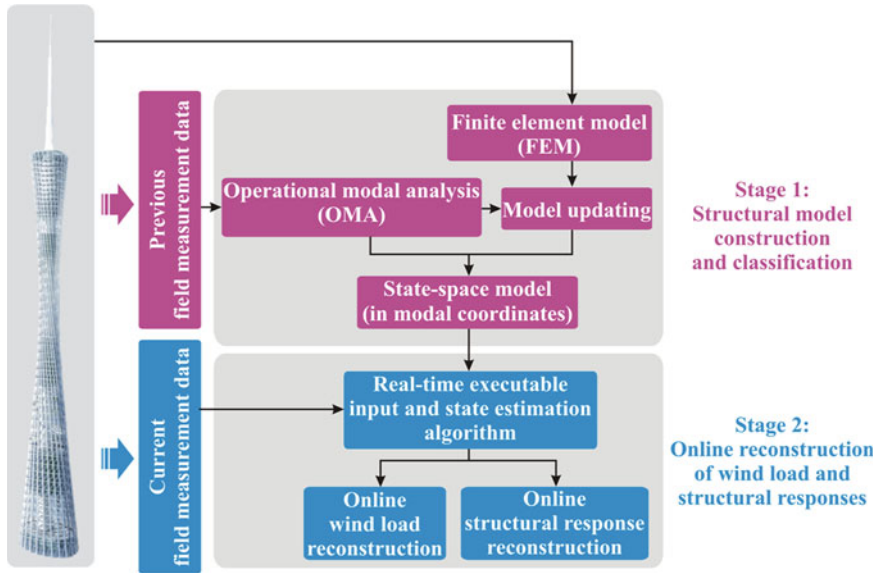 Previous
field measurement data
Finite element model
(FEM)
Operational modal analysis
(OMA)
Model updating
State-space model
(in modal coordinates)
Stage 1:
Structural model
construction
and classification
Current
field measurement data
Real-time executable
input and state estimation
algorithm
Online
wind load
reconstruction
Online
structural response
reconstruction
Stage 2:
Online reconstruction
of wind load and
structural responses